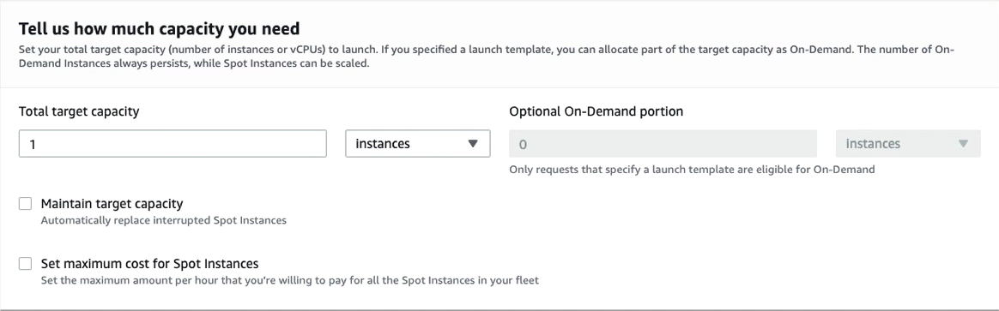 Tell us how much capacity you need
Set your total target capacity (number of instances or vCPUs) to launch. If you specified a launch template, you can allocate part of the target capacity as On-Demand. The number of On-
Demand Instances always persists, while Spot Instances can be scaled.
Total target capacity
Optional On-Demand portion
1
instances
0
instances
Only requests that specify a launch template are eligible for On-Demand
Maintain target capacity
Automatically replace interrupted Spot Instances
Set maximum cost for Spot Instances
Set the maximum amount per hour that you're willing to pay for all the Spot Instances in your fleet